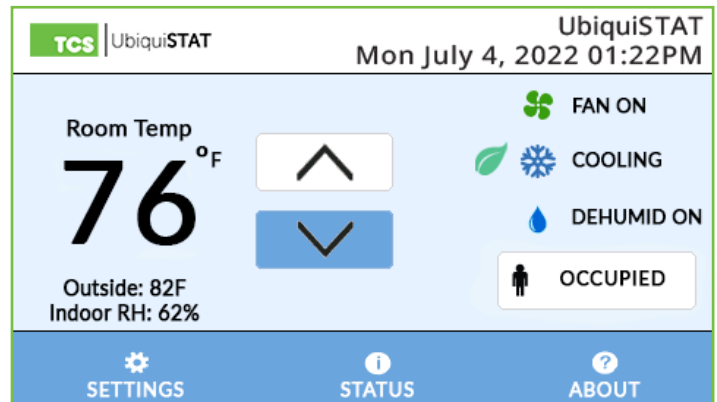 TCS UbiquiSTAT
UbiquiSTAT
Mon July 4, 2022 01:22PM
Room Temp
76°F
Outside: 82F
Indoor RH: 62%
FAN ON
COOLING
DEHUMID ON
OCCUPIED
SETTINGS
STATUS
ABOUT